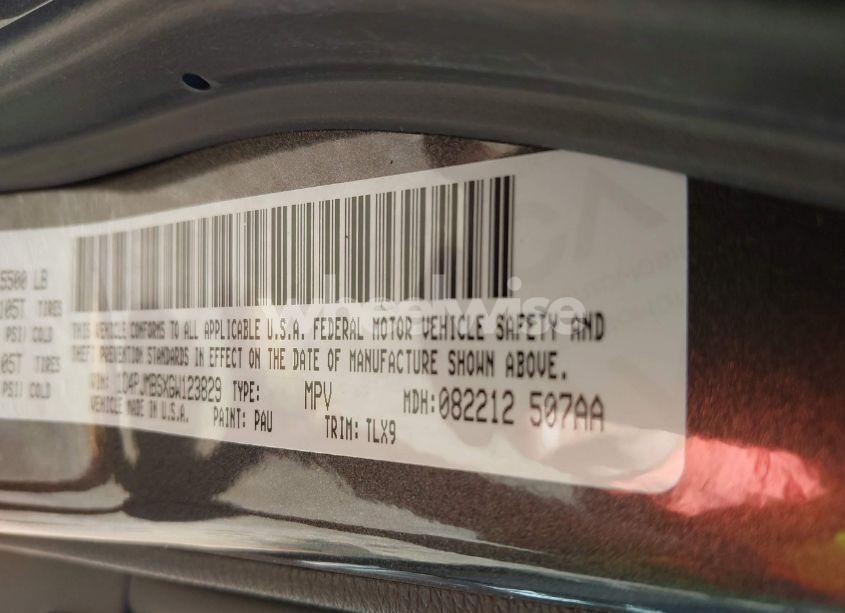 5500 LB
105T TIRES
PSI/ COLD
05T TIRES
PSI/ COLD
wheelwise
THIS VEHICLE CONFORMS TO ALL APPLICABLE U.S.A. FEDERAL MOTOR VEHICLE SAFETY AND
THEFT PREVENTION STANDARDS IN EFFECT ON THE DATE OF MANUFACTURE SHOWN ABOVE.
VIN: TYPE: MPV MDH: 082212 507AA
VEHICLE MADE IN U.S.A. PAINT: PAU TRIM: TLX9